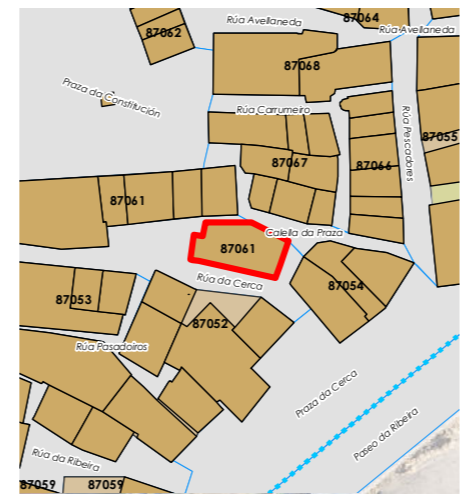 Rúa Avellaneda
87064
87062
Rúa Avellaneda
87068
Praza da Constitución
Rúa Carrumeiro
Rúa Pescadores
87055
87067
87066
87061
Calella da Praza
87061
Rúa da Cerca
87053
87054
87052
Rúa Pasadoiros
Praza da Cerca
Paseo da Ribeira
Rúa da Ribeira
87059
87059